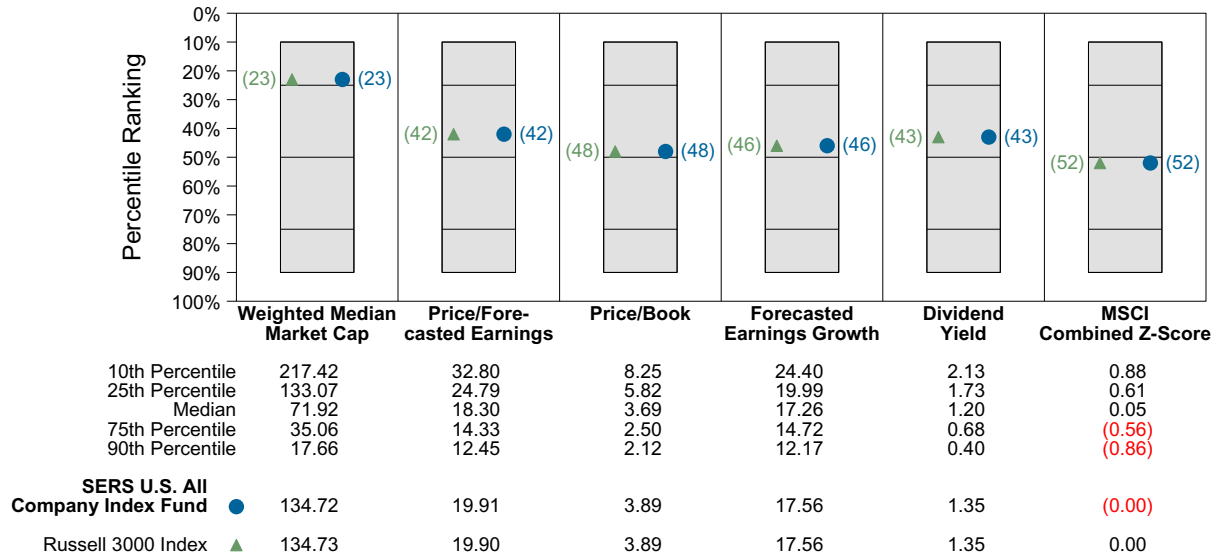 Percentile Ranking
0%
10%
20%
30%
40%
50%
60%
70%
80%
90%
100%
(23) (23)
(42) (42)
(48) (48)
(46) (46)
(43) (43)
(52) (52)
Weighted Median
Market Cap
Price/Fore-
casted Earnings
Price/Book
Forecasted
Earnings Growth
Dividend
Yield
MSCI
Combined Z-Score
10th Percentile 217.42 32.80 8.25 24.40 2.13 0.88
25th Percentile 133.07 24.79 5.82 19.99 1.73 0.61
Median 71.92 18.30 3.69 17.26 1.20 0.05
75th Percentile 35.06 14.33 2.50 14.72 0.68 (0.56)
90th Percentile 17.66 12.45 2.12 12.17 0.40 (0.86)
SERS U.S. All
Company Index Fund 134.72 19.91 3.89 17.56 1.35 (0.00)
Russell 3000 Index 134.73 19.90 3.89 17.56 1.35 0.00